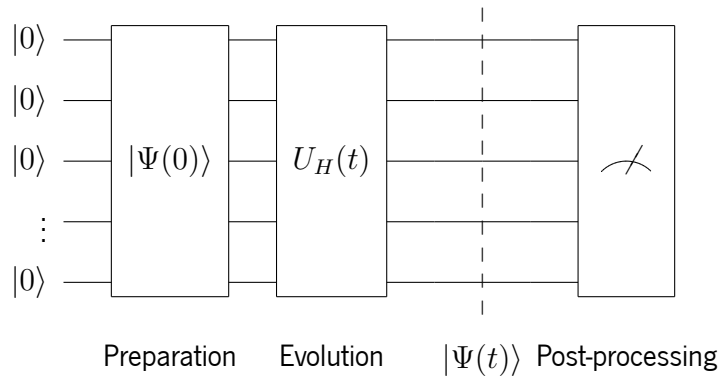 |0⟩
|0⟩
|0⟩ |Ψ(0)⟩ U_H(t)
⋮
|0⟩
Preparation Evolution |Ψ(t)⟩ Post-processing